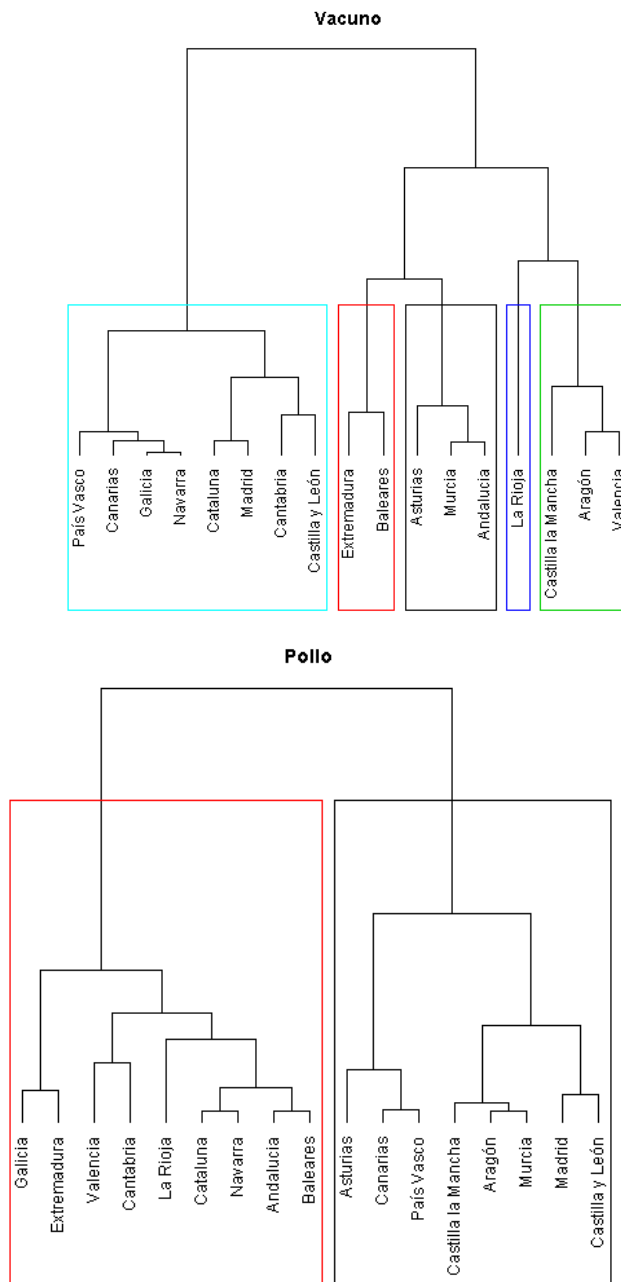 Vacuno
País Vasco
Canarias
Galicia
Navarra
Cataluna
Madrid
Cantabria
Castilla y León
Extremadura
Baleares
Asturias
Murcia
Andalucia
La Rioja
Castilla la Mancha
Aragón
Valencia
Pollo
Galicia
Extremadura
Valencia
Cantabria
La Rioja
Cataluna
Navarra
Andalucia
Baleares
Asturias
Canarias
País Vasco
Castilla la Mancha
Aragón
Murcia
Madrid
Castilla y León